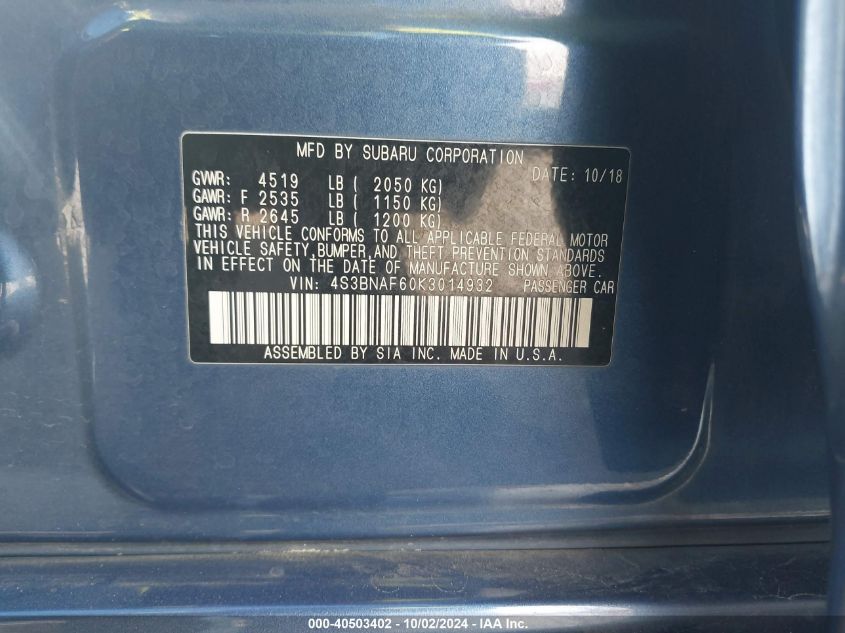 MFD BY SUBARU CORPORATION
DATE: 10/18
GVWR: 4519 LB ( 2050 KG)
GAWR: F 2535 LB ( 1150 KG)
GAWR: R 2645 LB ( 1200 KG)
THIS VEHICLE CONFORMS TO ALL APPLICABLE FEDERAL MOTOR
VEHICLE SAFETY,BUMPER,AND THEFT PREVENTION STANDARDS
IN EFFECT ON THE DATE OF MANUFACTURE SHOWN ABOVE.
VIN: 4S3BNAF60K3014932 PASSENGER CAR
ASSEMBLED BY SIA INC. MADE IN U.S.A.
000-40503402 - 10/02/2024 - IAA Inc.